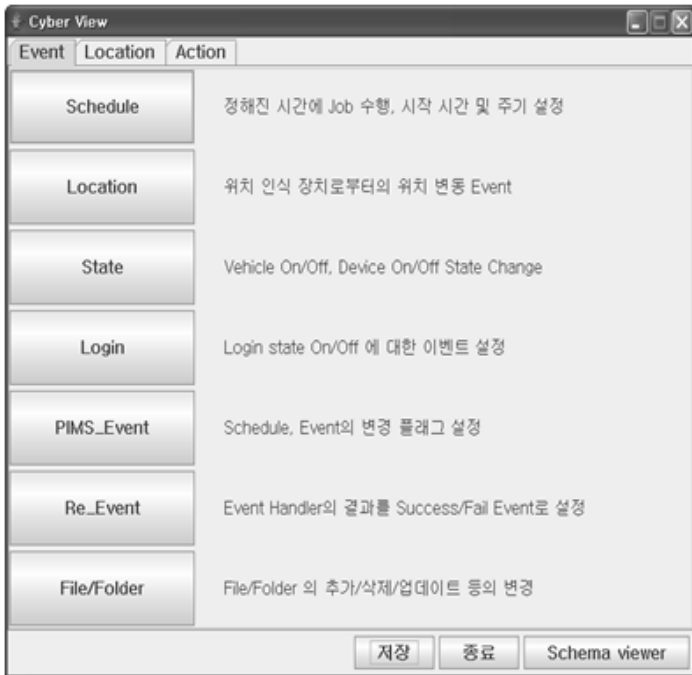 Cyber View
Event Location Action
Schedule 정해진 시간에 Job 수행, 시작 시간 및 주기 설정
Location 위치 인식 장치로부터의 위치 변동 Event
State Vehicle On/Off, Device On/Off State Change
Login Login state On/Off 에 대한 이벤트 설정
PIMS_Event Schedule, Event의 변경 플래그 설정
Re_Event Event Handler의 결과를 Success/Fail Event로 설정
File/Folder File/Folder 의 추가/삭제/업데이트 등의 변경
저장 종료 Schema viewer